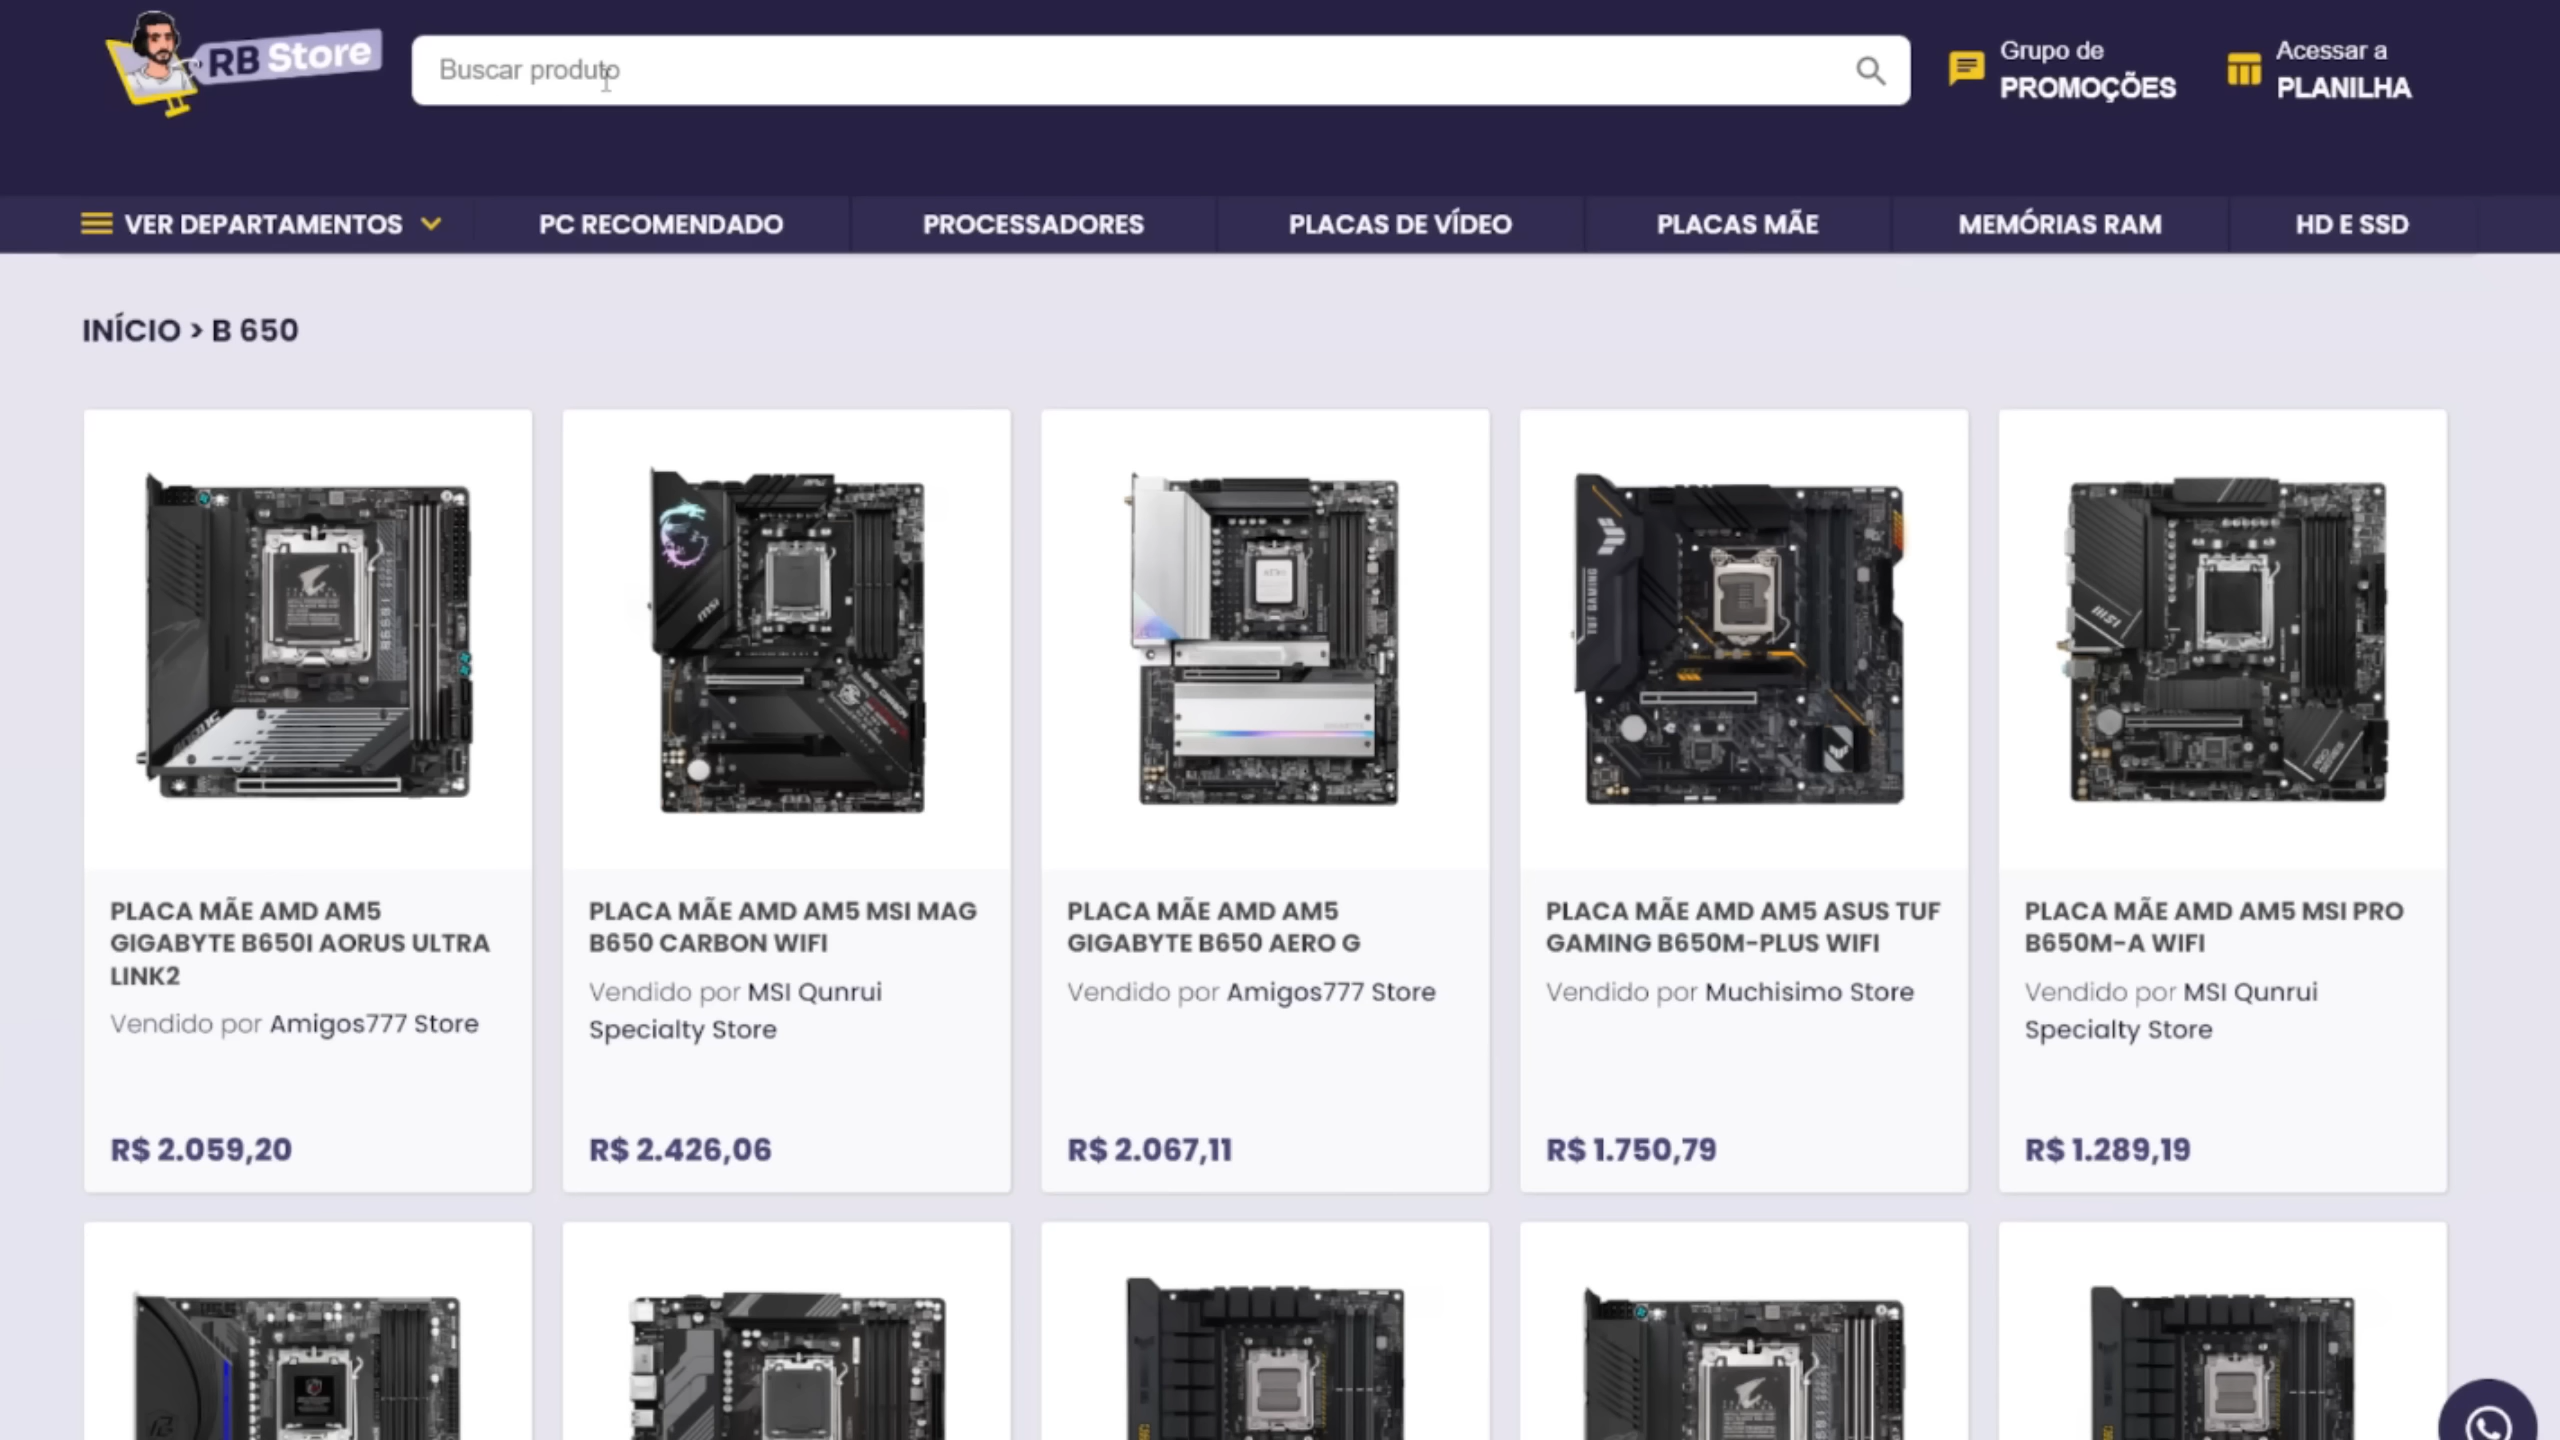 RB Store
Buscar produto
Grupo de
PROMOÇÕES
Acessar a
PLANILHA
VER DEPARTAMENTOS
PC RECOMENDADO
PROCESSADORES
PLACAS DE VÍDEO
PLACAS MÃE
MEMÓRIAS RAM
HD E SSD
INÍCIO > B 650
msi
TUF GAMING
msi
PLACA MÃE AMD AM5
GIGABYTE B650I AORUS ULTRA
LINK2
Vendido por Amigos777 Store
R$ 2.059,20
PLACA MÃE AMD AM5 MSI MAG
B650 CARBON WIFI
Vendido por MSI Qunrui
Specialty Store
R$ 2.426,06
PLACA MÃE AMD AM5
GIGABYTE B650 AERO G
Vendido por Amigos777 Store
R$ 2.067,11
PLACA MÃE AMD AM5 ASUS TUF
GAMING B650M-PLUS WIFI
Vendido por Muchisimo Store
R$ 1.750,79
PLACA MÃE AMD AM5 MSI PRO
B650M-A WIFI
Vendido por MSI Qunrui
Specialty Store
R$ 1.289,19